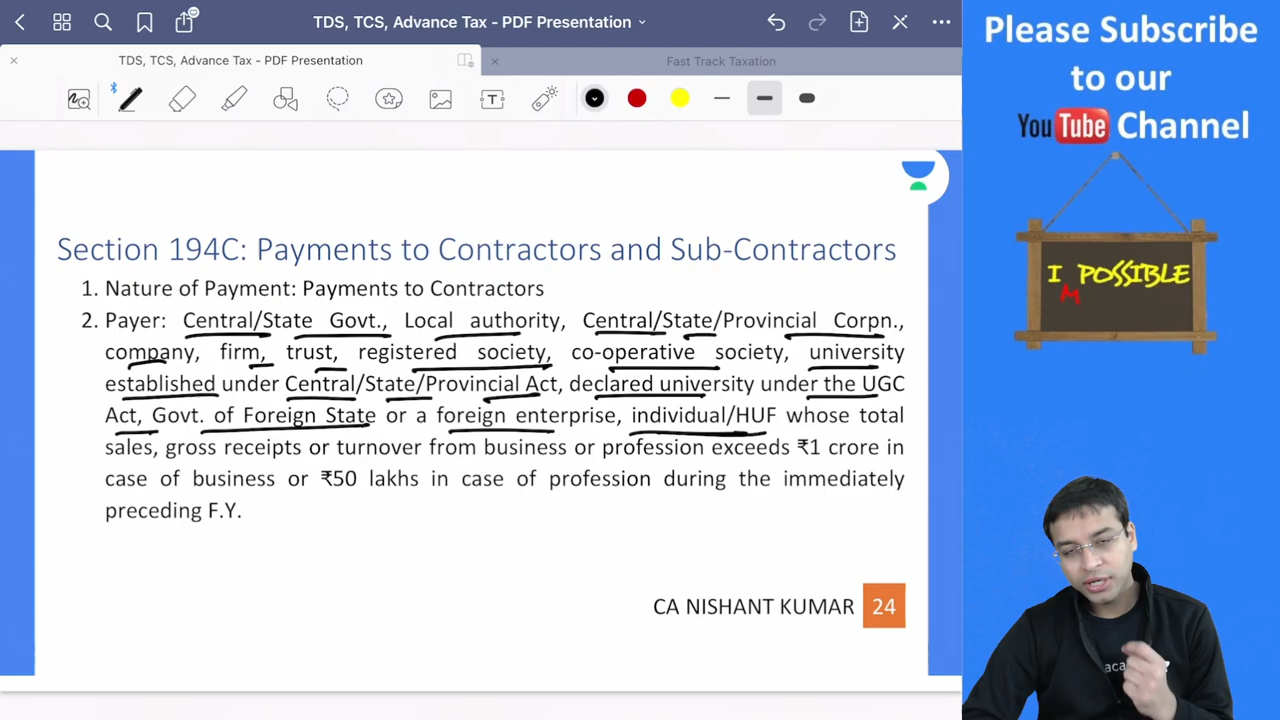 TDS, TCS, Advance Tax - PDF Presentation
TDS, TCS, Advance Tax - PDF Presentation
Fast Track Taxation
Section 194C: Payments to Contractors and Sub-Contractors
1. Nature of Payment: Payments to Contractors
2. Payer: Central/State Govt., Local authority, Central/State/Provincial Corpn.,
company, firm, trust, registered society, co-operative society, university
established under Central/State/Provincial Act, declared university under the UGC
Act, Govt. of Foreign State or a foreign enterprise, individual/HUF whose total
sales, gross receipts or turnover from business or profession exceeds ₹1 crore in
case of business or ₹50 lakhs in case of profession during the immediately
preceding F.Y.
CA NISHANT KUMAR 24
Please Subscribe
to our
YouTube Channel
I POSSIBLE
M